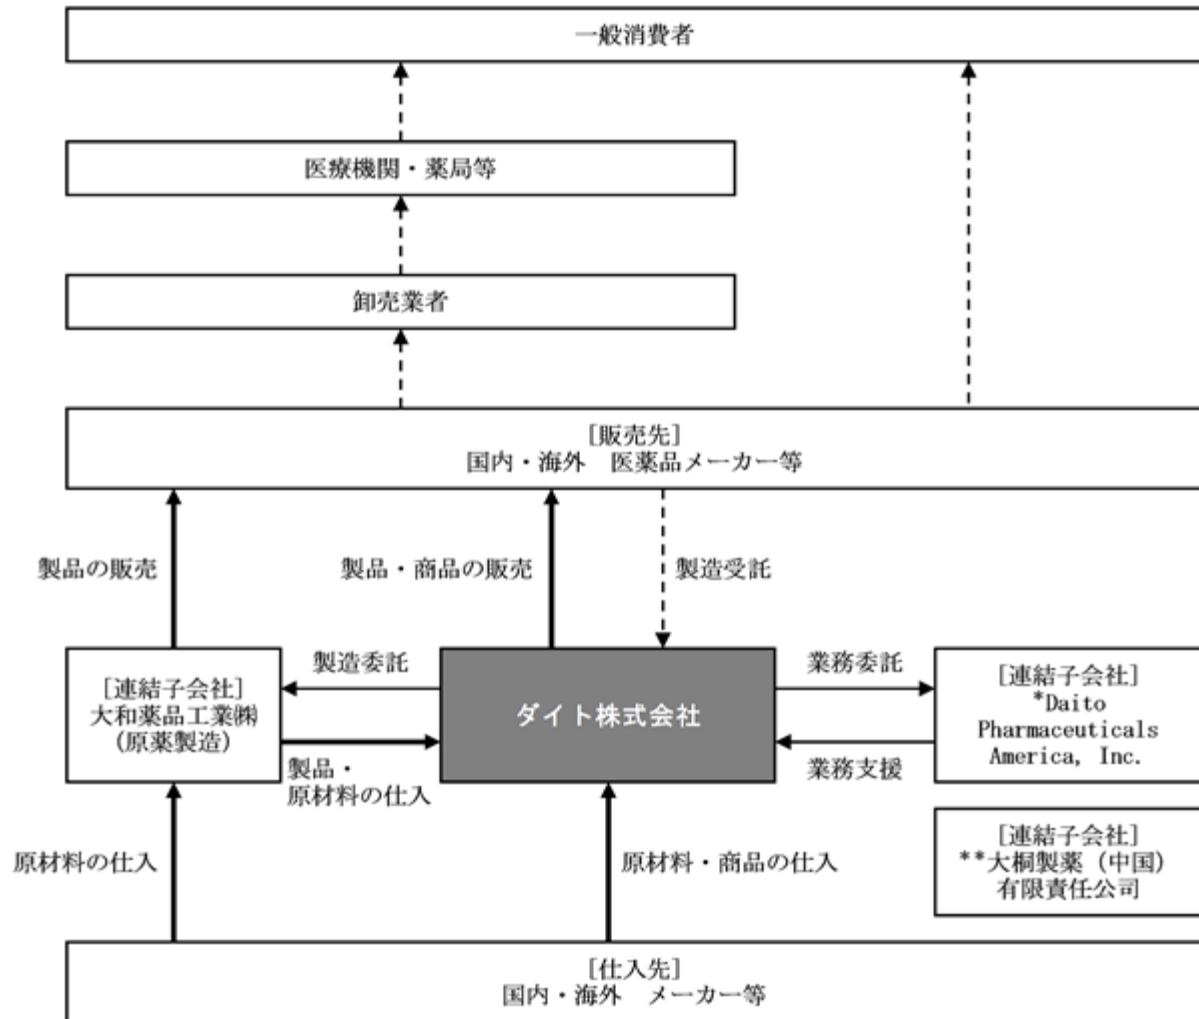 一般消費者
医療機関・薬局等
卸売業者
[販売先]
国内・海外　医薬品メーカー等
製品の販売
製品・商品の販売
製造受託
[連結子会社]
大和薬品工業㈱
(原薬製造)
製造委託
製品・
原材料の仕入
ダイト株式会社
業務委託
業務支援
[連結子会社]
*Daito
Pharmaceuticals
America, Inc.
[連結子会社]
**大桐製薬（中国）
有限責任公司
原材料の仕入
原材料・商品の仕入
[仕入先]
国内・海外　メーカー等